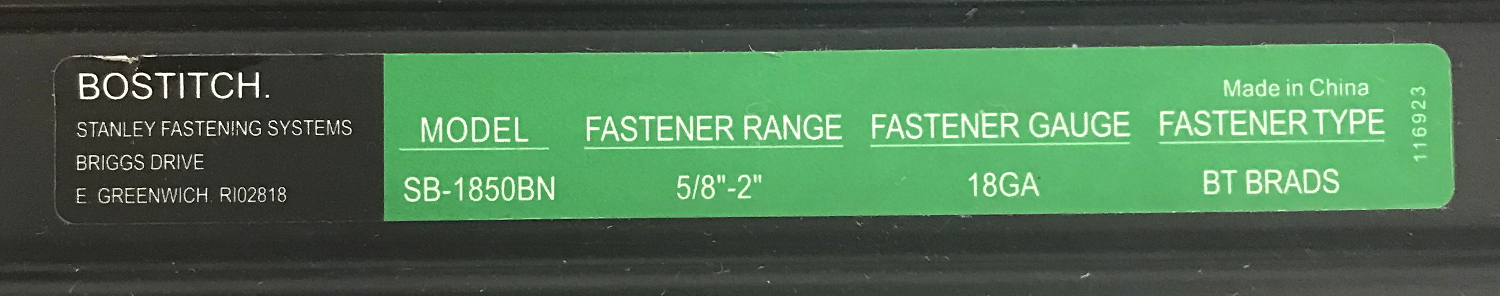 BOSTITCH.
STANLEY FASTENING SYSTEMS
BRIGGS DRIVE
E. GREENWICH. RI02818
Made in China
MODEL FASTENER RANGE FASTENER GAUGE FASTENER TYPE
SB-1850BN 5/8"-2" 18GA BT BRADS
116923